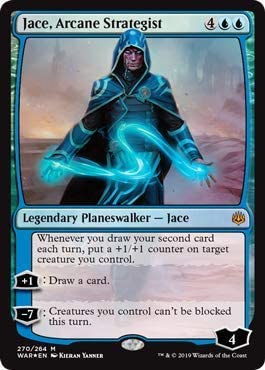 Jace, Arcane Strategist 4
Legendary Planeswalker — Jace
Whenever you draw your second card
each turn, put a +1/+1 counter on target
creature you control.
+1 : Draw a card.
−7 : Creatures you control can't be blocked
this turn.
4
270/264 M
WAR ★ EN KIERAN YANNER
™ & © 2019 Wizards of the Coast